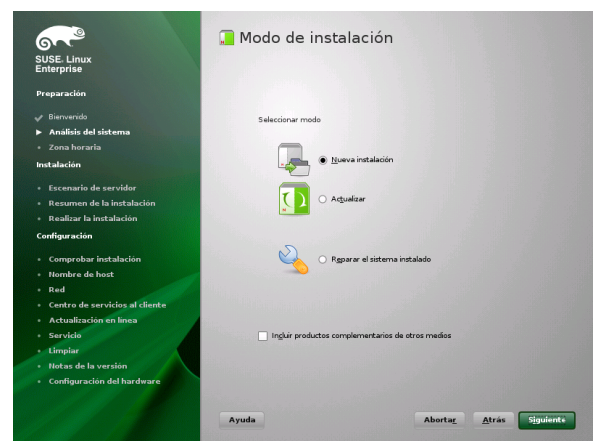 SUSE. Linux
Enterprise
Preparación
Bienvenido
Análisis del sistema
Zona horaria
Instalación
Escenario de servidor
Resumen de la instalación
Realizar la instalación
Configuración
Comprobar instalación
Nombre de host
Red
Centro de servicios al cliente
Actualización en línea
Servicio
Limpiar
Notas de la versión
Configuración del hardware
Modo de instalación
Seleccionar modo
Nueva instalación
Actualizar
Reparar el sistema instalado
Incluir productos complementarios de otros medios
Ayuda
Abortar
Atrás
Siguiente